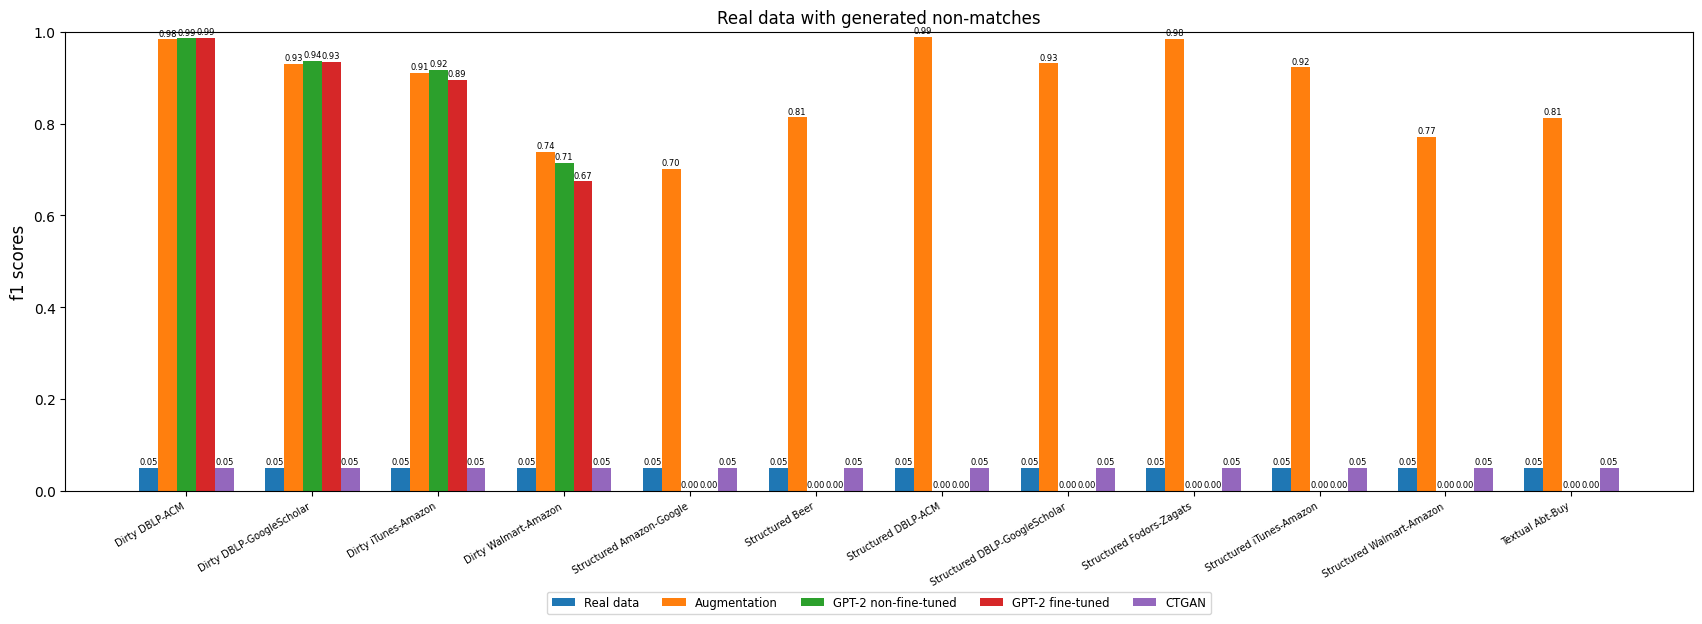 Real data with generated non-matches
f1 scores
1.0
0.8
0.6
0.4
0.2
0.0
0.05 0.98 0.99 0.99 0.05
0.05 0.93 0.94 0.93 0.05
0.05 0.91 0.92 0.89 0.05
0.05 0.74 0.71 0.67 0.05
0.05 0.70 0.00 0.00 0.05
0.05 0.81 0.00 0.00 0.05
0.05 0.99 0.00 0.00 0.05
0.05 0.93 0.00 0.00 0.05
0.05 0.98 0.00 0.00 0.05
0.05 0.92 0.00 0.00 0.05
0.05 0.77 0.00 0.00 0.05
0.05 0.81 0.00 0.00 0.05
Dirty DBLP-ACM
Dirty DBLP-GoogleScholar
Dirty iTunes-Amazon
Dirty Walmart-Amazon
Structured Amazon-Google
Structured Beer
Structured DBLP-ACM
Structured DBLP-GoogleScholar
Structured Fodors-Zagats
Structured iTunes-Amazon
Structured Walmart-Amazon
Textual Abt-Buy
Real data Augmentation GPT-2 non-fine-tuned GPT-2 fine-tuned CTGAN